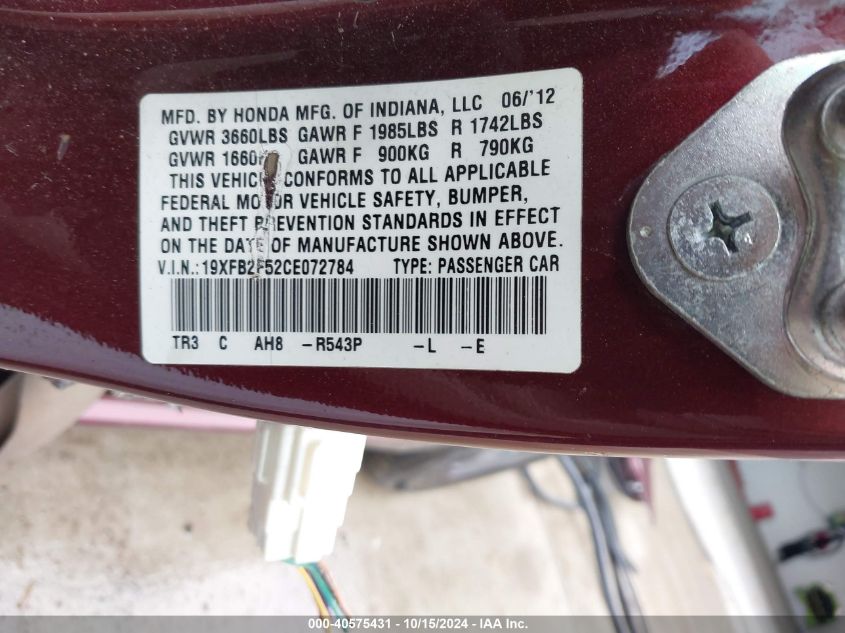 MFD. BY HONDA MFG. OF INDIANA, LLC 06/'12
GVWR 3660LBS GAWR F 1985LBS R 1742LBS
GVWR 1660 GAWR F 900KG R 790KG
THIS VEHICLE CONFORMS TO ALL APPLICABLE
FEDERAL MOTOR VEHICLE SAFETY, BUMPER,
AND THEFT PREVENTION STANDARDS IN EFFECT
ON THE DATE OF MANUFACTURE SHOWN ABOVE.
V.I.N.:19XFB2F52CE072784 TYPE: PASSENGER CAR
TR3 C AH8 -R543P -L -E
000-40575431 - 10/15/2024 - IAA Inc.